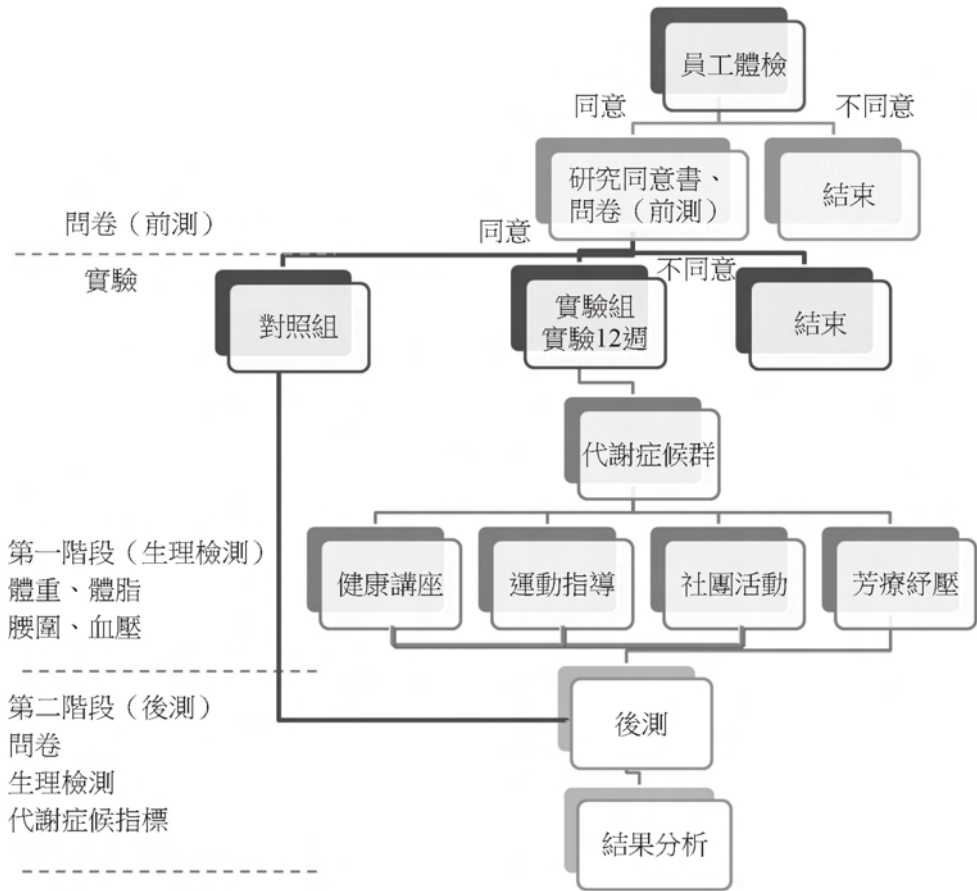 員工體檢
同意
不同意
研究同意書、
問卷（前測）
結束
問卷（前測）
同意
不同意
實驗
對照組
實驗組
實驗12週
結束
代謝症候群
第一階段（生理檢測）
體重、體脂
腰圍、血壓
健康講座
運動指導
社團活動
芳療紓壓
第二階段（後測）
問卷
生理檢測
代謝症候指標
後測
結果分析